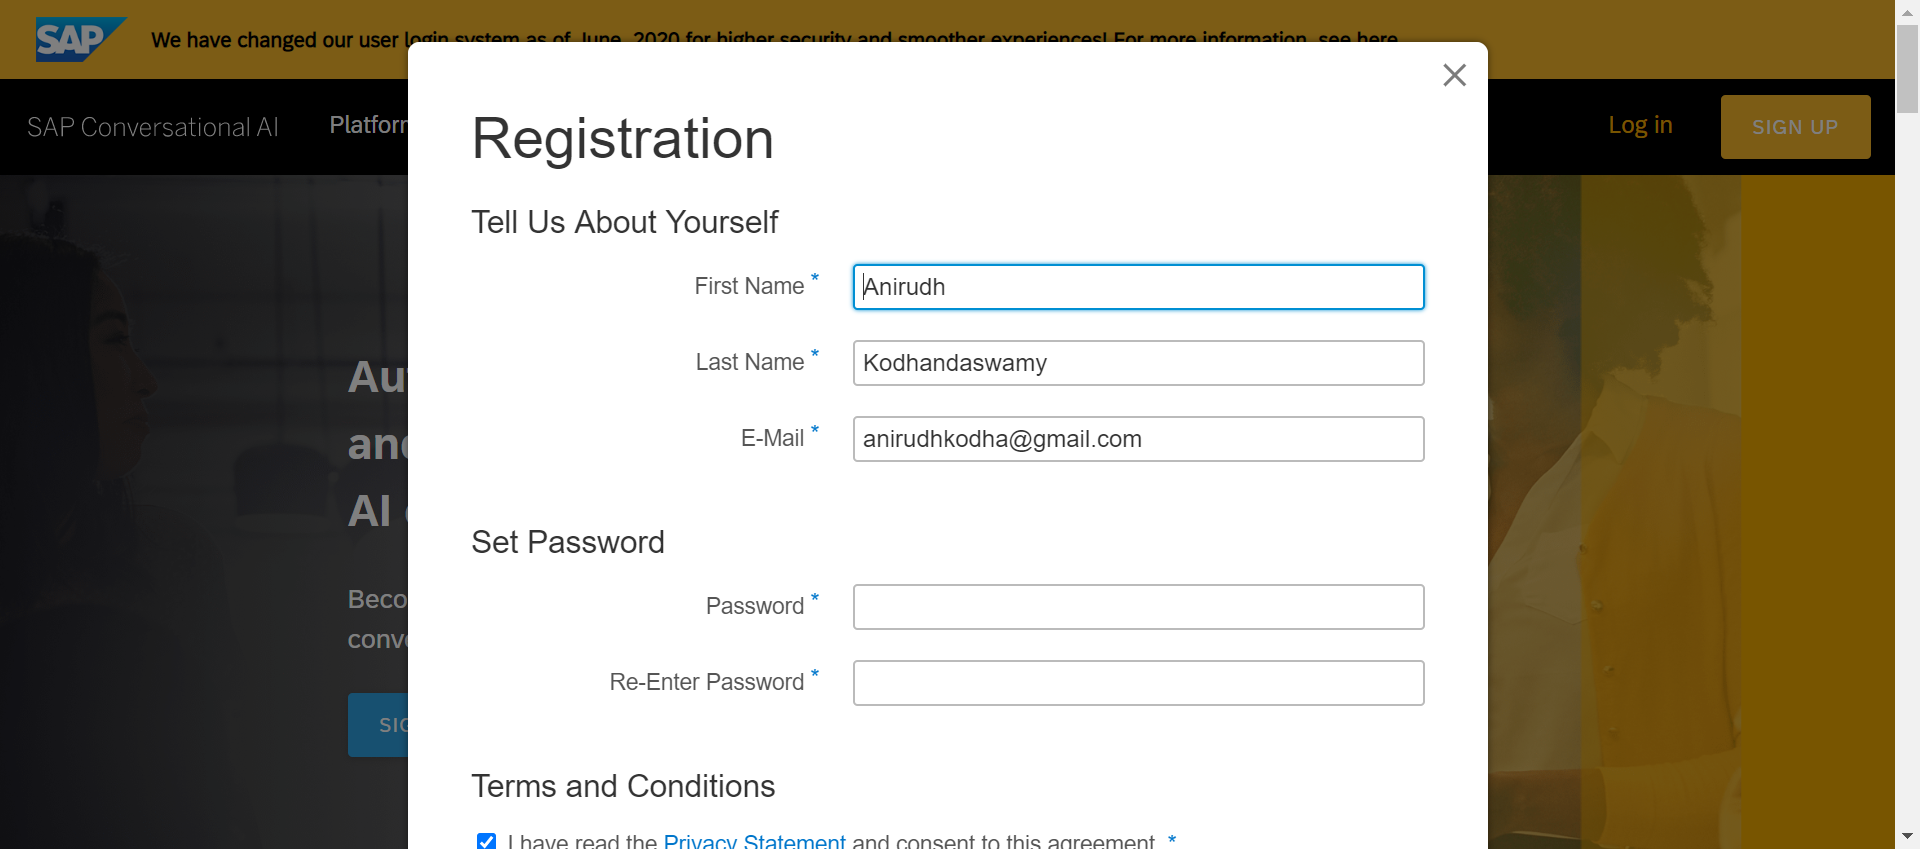 SAP
We have changed our user login system as of June, 2020 for higher security and smoother experiences! For more information, see here
SAP Conversational AI
Platfor
Log in
SIGN UP
Registration
Tell Us About Yourself
First Name *
Anirudh
Last Name *
Kodhandaswamy
E-Mail *
anirudhkodha@gmail.com
Set Password
Password *
Re-Enter Password *
Terms and Conditions
I have read the Privacy Statement and consent to this agreement. *
Au
and
AI
Beco
conv
SIG